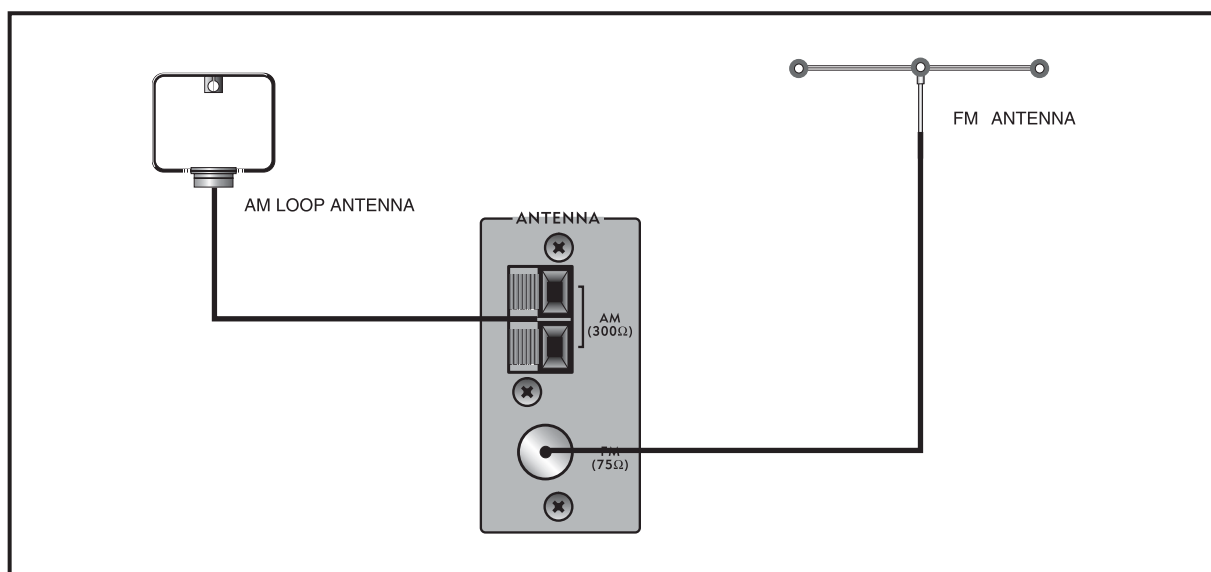 FM ANTENNA
AM LOOP ANTENNA
ANTENNA
AM
(300Ω)
FM
(75Ω)